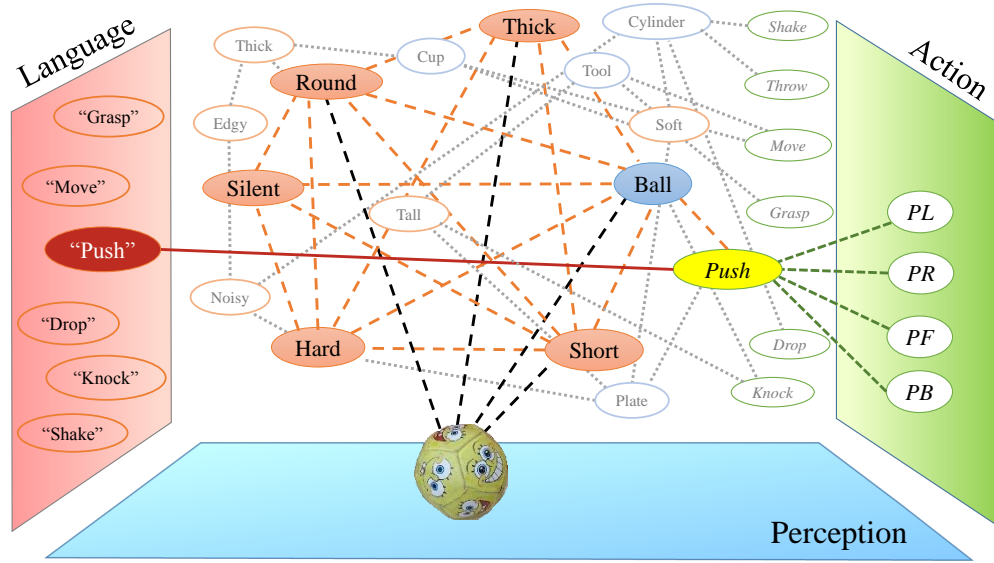 Language
"Grasp"
"Move"
"Push"
"Drop"
"Knock"
"Shake"
Thick
Cylinder
Shake
Thick
Cup
Tool
Round
Throw
Edgy
Soft
Move
Silent
Ball
Tall
Grasp
Push
Noisy
Hard
Short
Drop
Plate
Knock
Action
PL
PR
PF
PB
Perception